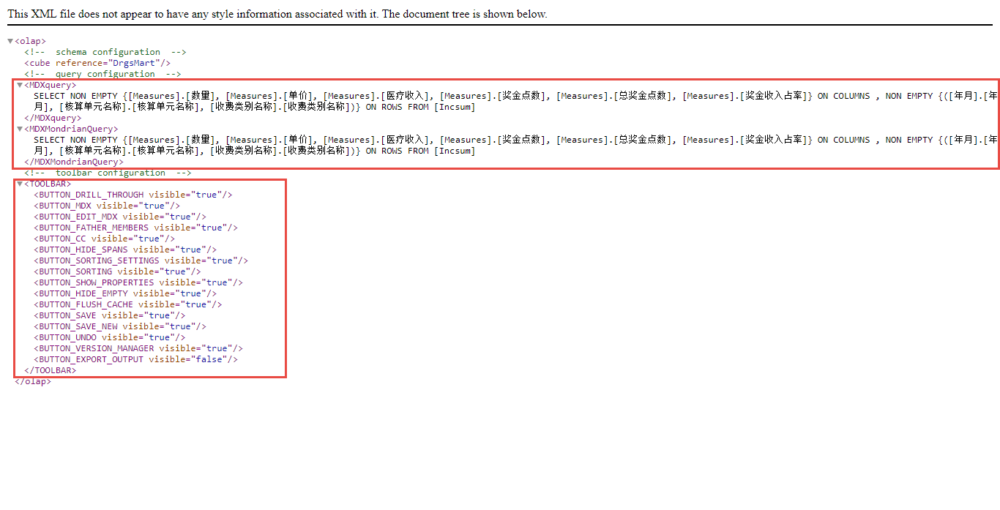 This XML file does not appear to have any style information associated with it. The document tree is shown below.
▼<olap>
<!--  schema configuration  -->
<cube reference="DrgsMart"/>
<!--  query configuration  -->
▼<MDXquery>
SELECT NON EMPTY {[Measures].[数量], [Measures].[单价], [Measures].[医疗收入], [Measures].[奖金点数], [Measures].[总奖金点数], [Measures].[奖金收入占率]} ON COLUMNS , NON EMPTY {([年月].[年
月], [核算单元名称].[核算单元名称], [收费类别名称].[收费类别名称])} ON ROWS FROM [Incsum]
</MDXquery>
▼<MDXMondrianQuery>
SELECT NON EMPTY {[Measures].[数量], [Measures].[单价], [Measures].[医疗收入], [Measures].[奖金点数], [Measures].[总奖金点数], [Measures].[奖金收入占率]} ON COLUMNS , NON EMPTY {([年月].[年
月], [核算单元名称].[核算单元名称], [收费类别名称].[收费类别名称])} ON ROWS FROM [Incsum]
</MDXMondrianQuery>
<!--  toolbar configuration  -->
▼<TOOLBAR>
<BUTTON_DRILL_THROUGH visible="true"/>
<BUTTON_MDX visible="true"/>
<BUTTON_EDIT_MDX visible="true"/>
<BUTTON_FATHER_MEMBERS visible="true"/>
<BUTTON_CC visible="true"/>
<BUTTON_HIDE_SPANS visible="true"/>
<BUTTON_SORTING_SETTINGS visible="true"/>
<BUTTON_SORTING visible="true"/>
<BUTTON_SHOW_PROPERTIES visible="true"/>
<BUTTON_HIDE_EMPTY visible="true"/>
<BUTTON_FLUSH_CACHE visible="true"/>
<BUTTON_SAVE visible="true"/>
<BUTTON_SAVE_NEW visible="true"/>
<BUTTON_UNDO visible="true"/>
<BUTTON_VERSION_MANAGER visible="true"/>
<BUTTON_EXPORT_OUTPUT visible="false"/>
</TOOLBAR>
</olap>